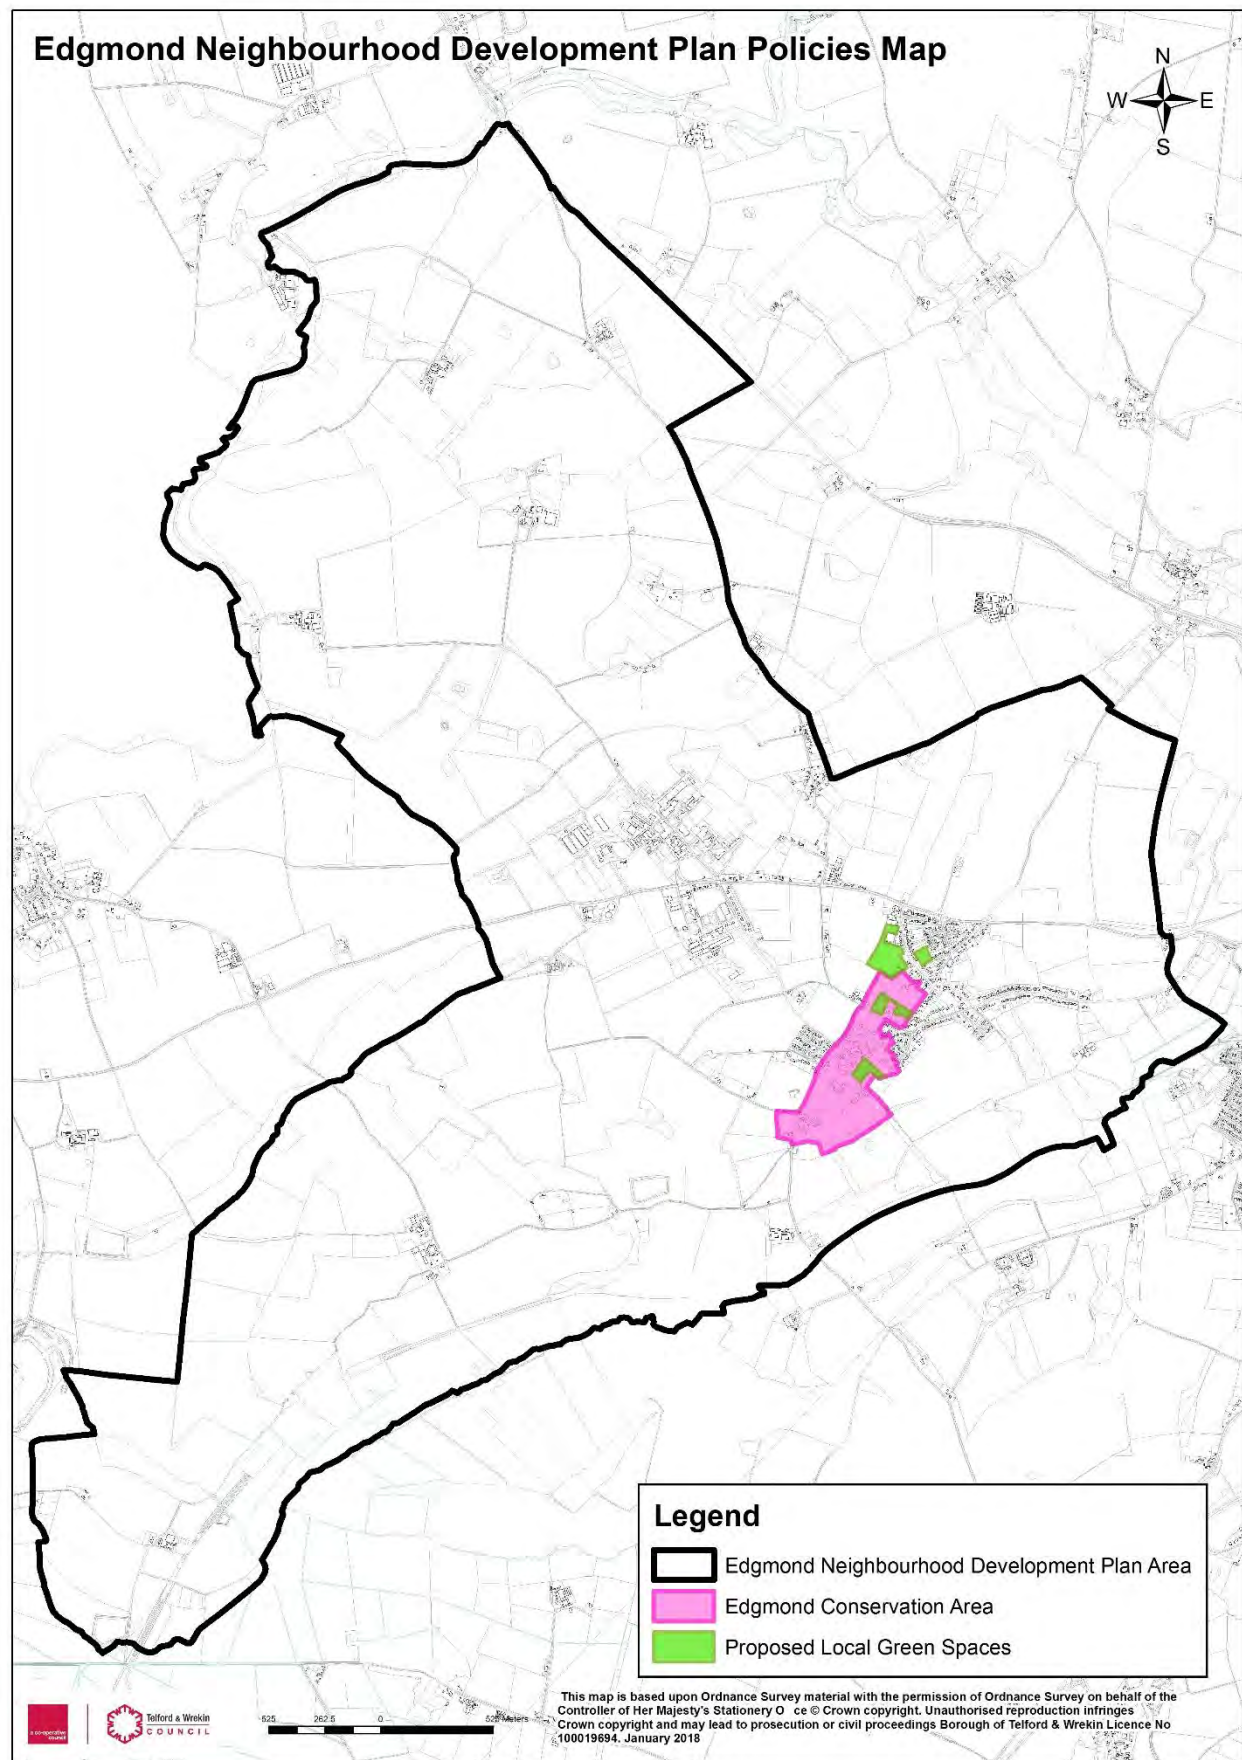 Edgmond Neighbourhood Development Plan Policies Map
N
W E
S
Legend
Edgmond Neighbourhood Development Plan Area
Edgmond Conservation Area
Proposed Local Green Spaces
a co-operative council
Telford & Wrekin
COUNCIL
525 262.5 0 525 Meters
This map is based upon Ordnance Survey material with the permission of Ordnance Survey on behalf of the
Controller of Her Majesty's Stationery O ce © Crown copyright. Unauthorised reproduction infringes
Crown copyright and may lead to prosecution or civil proceedings Borough of Telford & Wrekin Licence No
100019694. January 2018